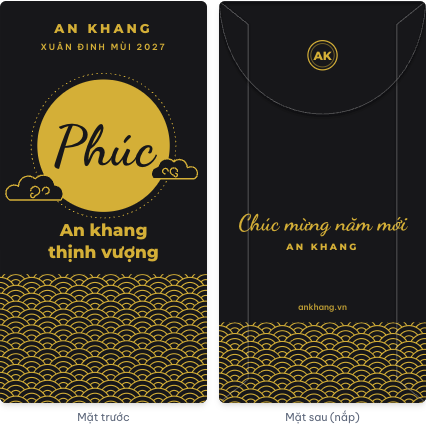 AN KHANG
XUÂN ĐINH MÙI 2027
Phúc
An khang
thịnh vượng
Mặt trước
AK
Chúc mừng năm mới
AN KHANG
ankhang.vn
Mặt sau (nắp)